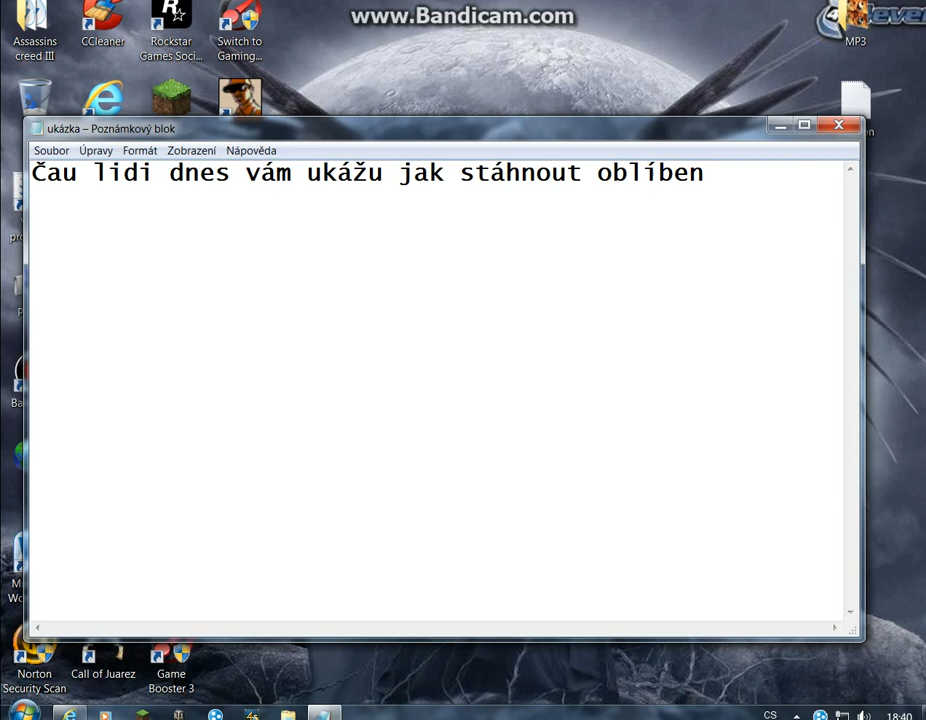 www.Bandicam.com
Assassins
creed III
CCleaner
Rockstar
Games Soci...
Switch to
Gaming...
MP3
ukázka – Poznámkový blok
Soubor Úpravy Formát Zobrazení Nápověda
Čau lidi dnes vám ukážu jak stáhnout oblíben
Norton
Security Scan
Call of Juarez
Game
Booster 3
CS
18:40